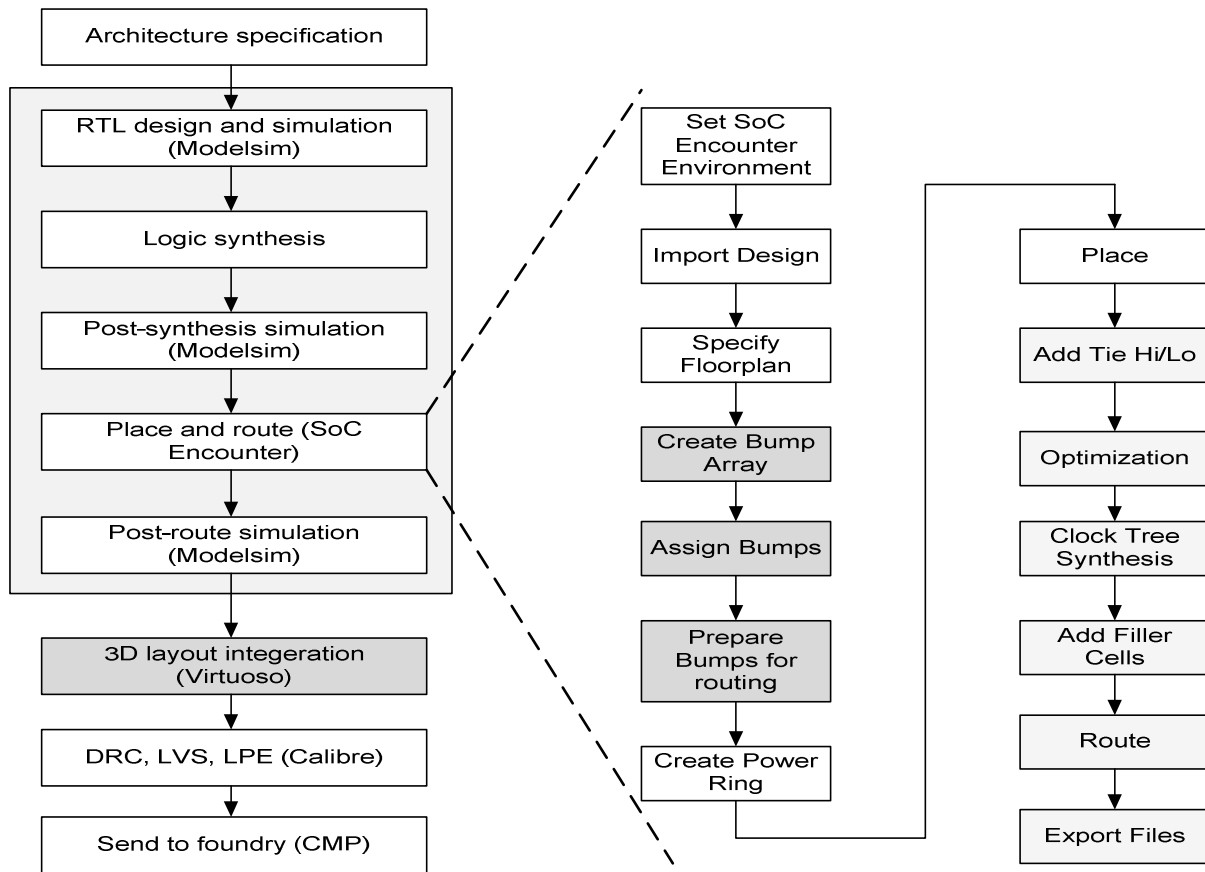 Architecture specification
RTL design and simulation
(Modelsim)
Logic synthesis
Post-synthesis simulation
(Modelsim)
Place and route (SoC
Encounter)
Post-route simulation
(Modelsim)
3D layout integeration
(Virtuoso)
DRC, LVS, LPE (Calibre)
Send to foundry (CMP)
Set SoC
Encounter
Environment
Import Design
Specify
Floorplan
Create Bump
Array
Assign Bumps
Prepare
Bumps for
routing
Create Power
Ring
Place
Add Tie Hi/Lo
Optimization
Clock Tree
Synthesis
Add Filler
Cells
Route
Export Files